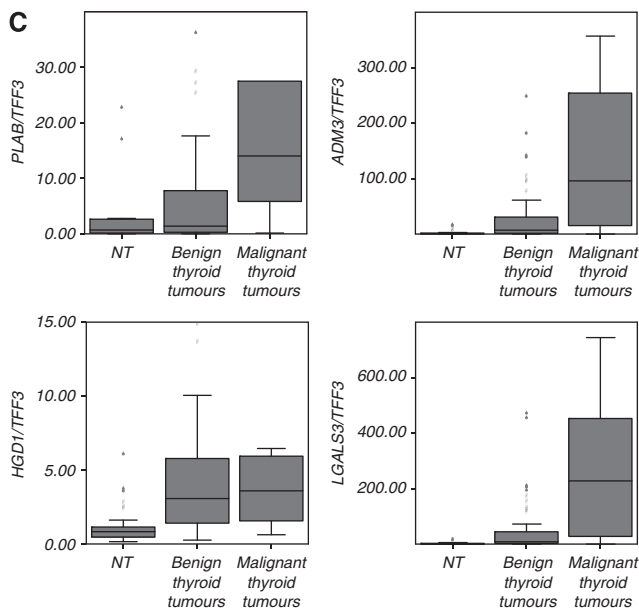 C
PLAB/TFF3
30.00
20.00
10.00
0.00
NT
Benign
thyroid
tumours
Malignant
thyroid
tumours
ADM3/TFF3
300.00
200.00
100.00
NT
Benign
thyroid
tumours
Malignant
thyroid
tumours
HGD1/TFF3
15.00
10.00
5.00
0.00
NT
Benign
thyroid
tumours
Malignant
thyroid
tumours
LGALS3/TFF3
600.00
400.00
200.00
NT
Benign
thyroid
tumours
Malignant
thyroid
tumours